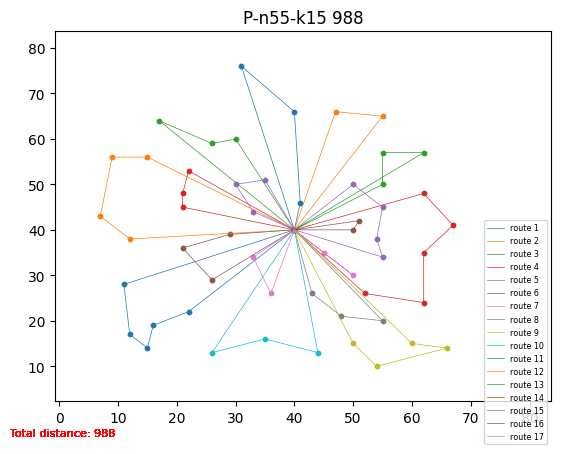 P-n55-k15 988
80
70
60
50
40
30
20
10
0 10 20 30 40 50 60 70
route 1
route 2
route 3
route 4
route 5
route 6
route 7
route 8
route 9
route 10
route 11
route 12
route 13
route 14
route 15
route 16
route 17
Total distance: